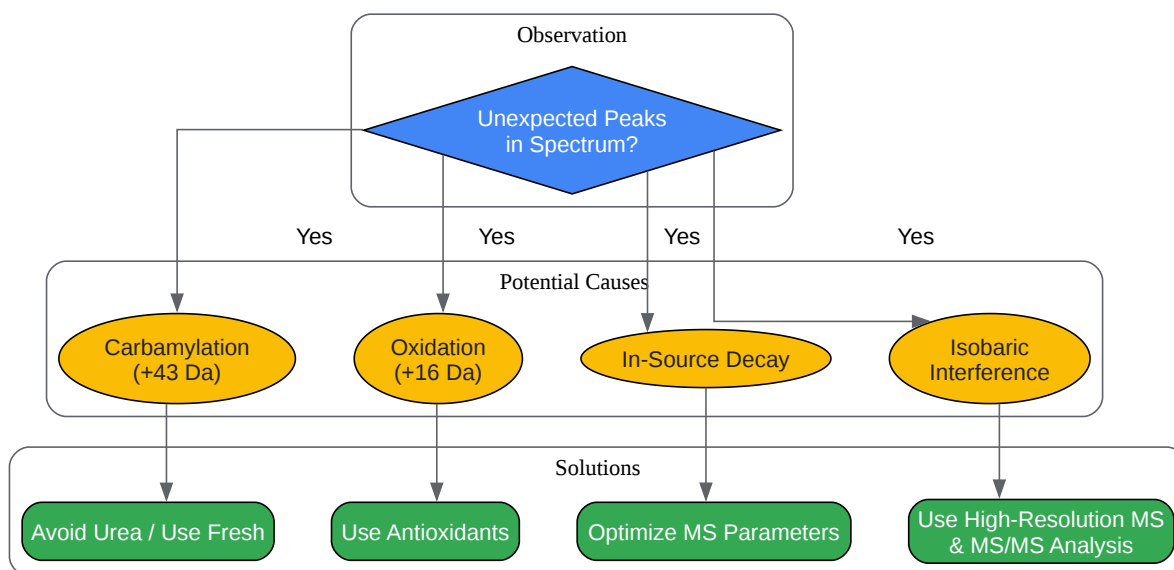 Observation
Unexpected Peaks
in Spectrum?
Yes
Yes
Yes
Yes
Potential Causes
Carbamylation
(+43 Da)
Oxidation
(+16 Da)
In-Source Decay
Isobaric
Interference
Solutions
Avoid Urea / Use Fresh
Use Antioxidants
Optimize MS Parameters
Use High-Resolution MS
& MS/MS Analysis